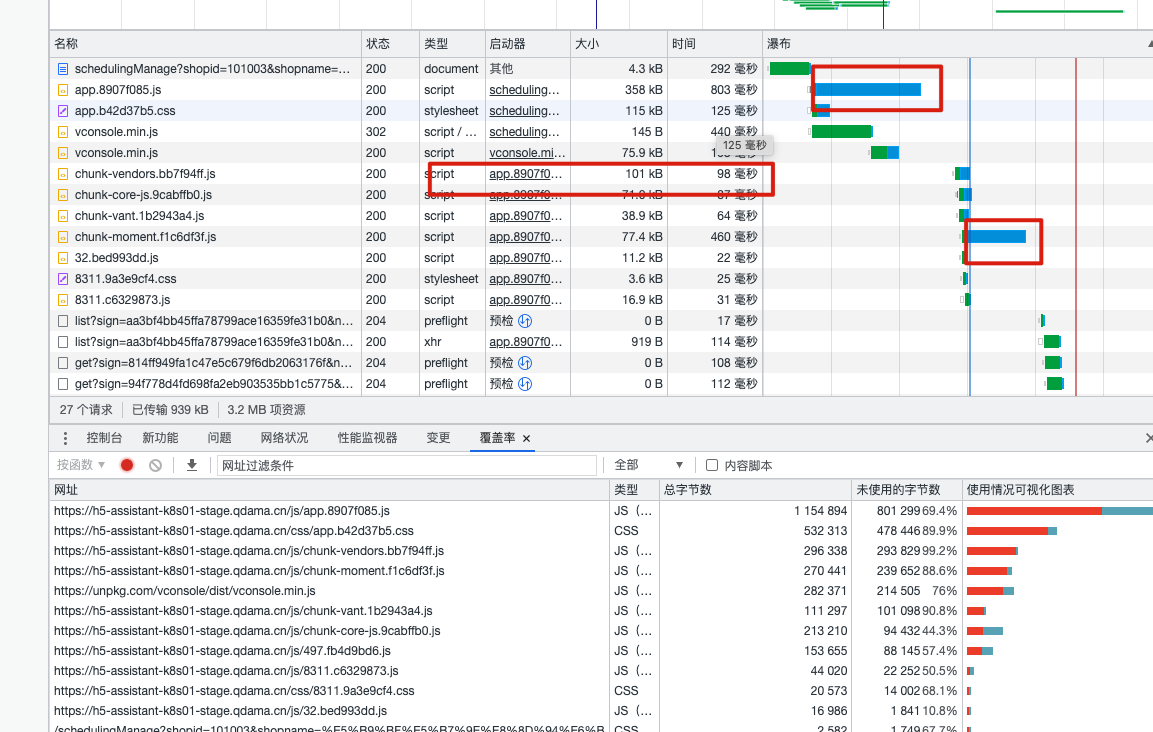 名称 状态 类型 启动器 大小 时间 瀑布
schedulingManage?shopid=101003&shopname=... 200 document 其他 4.3 kB 292 毫秒
app.8907f085.js 200 script scheduling... 358 kB 803 毫秒
app.b42d37b5.css 200 stylesheet scheduling... 115 kB 125 毫秒
vconsole.min.js 302 script / ... scheduling... 145 B 440 毫秒
125 毫秒
vconsole.min.js 200 script vconsole.mi... 75.9 kB 毫秒
chunk-vendors.bb7f94ff.js 200 script app.8907f0... 101 kB 98 毫秒
chunk-core-js.9cabffb0.js 200 script app.8907f0... kB 毫秒
chunk-vant.1b2943a4.js 200 script app.8907f0... 38.9 kB 64 毫秒
chunk-moment.f1c6df3f.js 200 script app.8907f0... 77.4 kB 460 毫秒
32.bed993dd.js 200 script app.8907f0... 11.2 kB 22 毫秒
8311.9a3e9cf4.css 200 stylesheet app.8907f0... 3.6 kB 25 毫秒
8311.c6329873.js 200 script app.8907f0... 16.9 kB 31 毫秒
list?sign=aa3bf4bb45ffa78799ace16359fe31b0&n... 204 preflight 预检 0 B 17 毫秒
list?sign=aa3bf4bb45ffa78799ace16359fe31b0&n... 200 xhr app.8907f0... 919 B 114 毫秒
get?sign=814ff949fa1c47e5c679f6db2063176f&n... 204 preflight 预检 0 B 108 毫秒
get?sign=94f778d4fd698fa2eb903535bb1c5775&... 204 preflight 预检 0 B 112 毫秒
27 个请求 已传输 939 kB 3.2 MB 项资源
控制台 新功能 问题 网络状况 性能监视器 变更 覆盖率 ×
按函数 网址过滤条件 全部 内容脚本
网址 类型 总字节数 未使用的字节数 使用情况可视化图表
https://h5-assistant-k8s01-stage.qdama.cn/js/app.8907f085.js JS（... 1 154 894 801 299 69.4%
https://h5-assistant-k8s01-stage.qdama.cn/css/app.b42d37b5.css CSS 532 313 478 446 89.9%
https://h5-assistant-k8s01-stage.qdama.cn/js/chunk-vendors.bb7f94ff.js JS（... 296 338 293 829 99.2%
https://h5-assistant-k8s01-stage.qdama.cn/js/chunk-moment.f1c6df3f.js JS（... 270 441 239 652 88.6%
https://unpkg.com/vconsole/dist/vconsole.min.js JS（... 282 371 214 505 76%
https://h5-assistant-k8s01-stage.qdama.cn/js/chunk-vant.1b2943a4.js JS（... 111 297 101 098 90.8%
https://h5-assistant-k8s01-stage.qdama.cn/js/chunk-core-js.9cabffb0.js JS（... 213 210 94 432 44.3%
https://h5-assistant-k8s01-stage.qdama.cn/js/497.fb4d9bd6.js JS（... 153 655 88 145 57.4%
https://h5-assistant-k8s01-stage.qdama.cn/js/8311.c6329873.js JS（... 44 020 22 252 50.5%
https://h5-assistant-k8s01-stage.qdama.cn/css/8311.9a3e9cf4.css CSS 20 573 14 002 68.1%
https://h5-assistant-k8s01-stage.qdama.cn/js/32.bed993dd.js JS（... 16 986 1 841 10.8%
/schedulingManage?shopid=101003&shopname=%E5%B9%BF%E5%B7%9E%E8%8D%94%E6%B CSS 2 582 1 749 67.7%